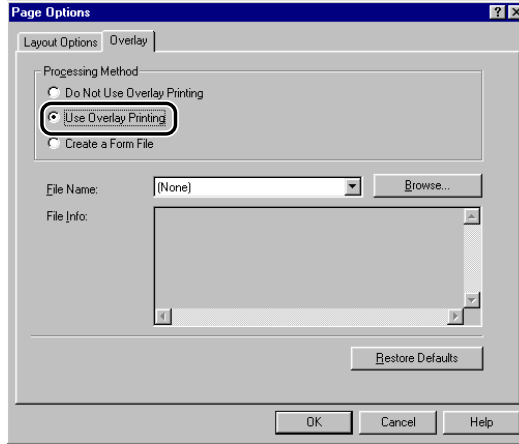 Page Options
Layout Options Overlay
Processing Method
Do Not Use Overlay Printing
Use Overlay Printing
Create a Form File
File Name: (None) Browse...
File Info:
Restore Defaults
OK Cancel Help